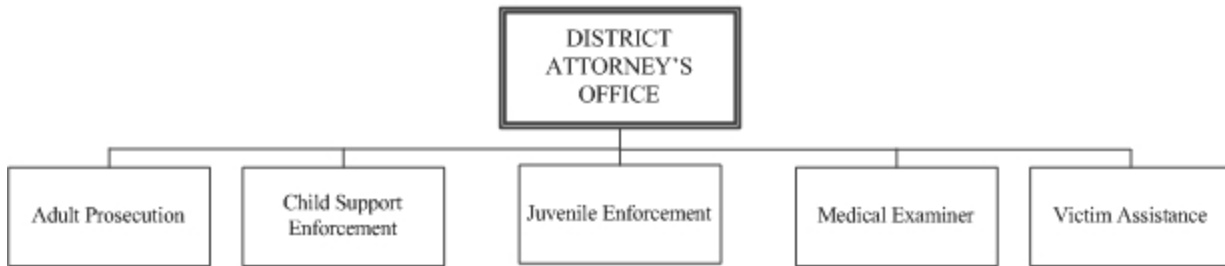 DISTRICT
ATTORNEY’S
OFFICE
Adult Prosecution
Child Support
Enforcement
Juvenile Enforcement
Medical Examiner
Victim Assistance